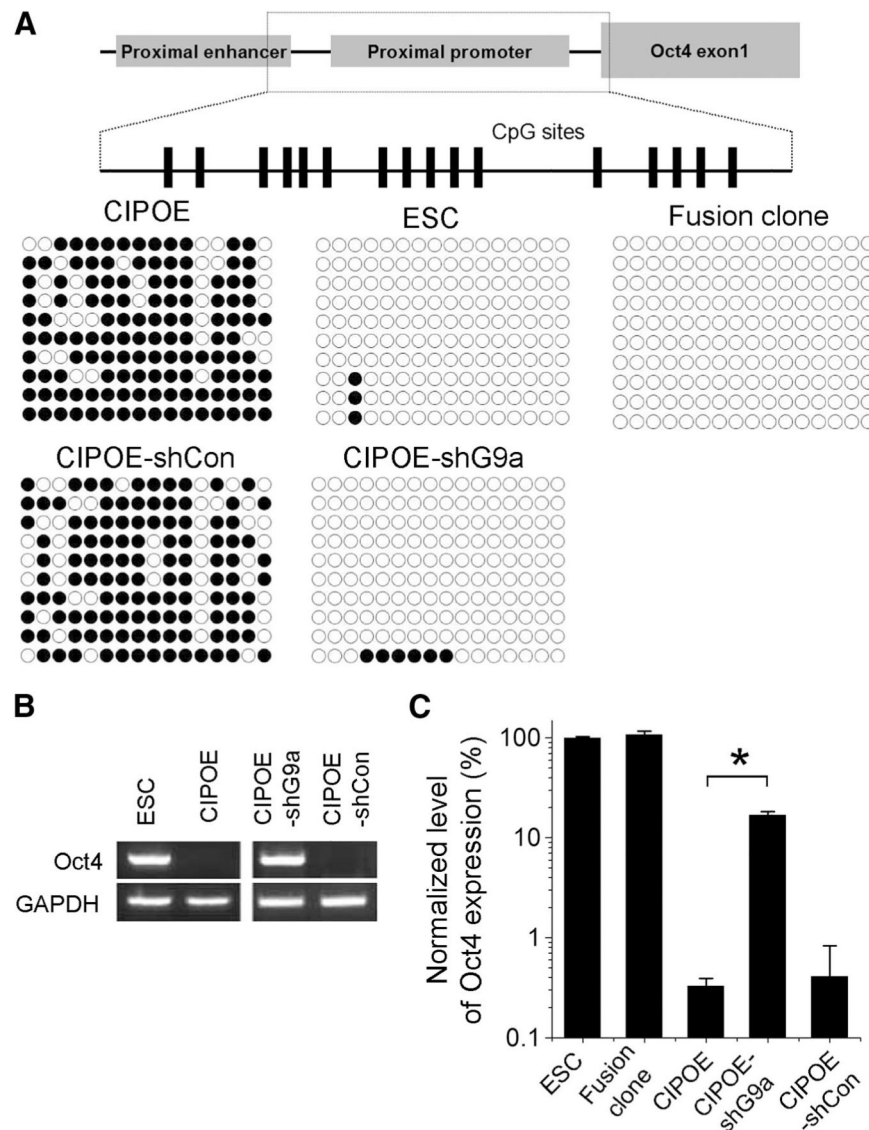 A
Proximal enhancer
Proximal promoter
Oct4 exon1
CpG sites
CIPOE
ESC
Fusion clone
CIPOE-shCon
CIPOE-shG9a
B
ESC
CIPOE
CIPOE
-shG9a
CIPOE
-shCon
Oct4
GAPDH
C
Normalized level
of Oct4 expression (%)
100
10
1
0.1
*
ESC
Fusion
clone
CIPOE
CIPOE-
shG9a
CIPOE
-shCon